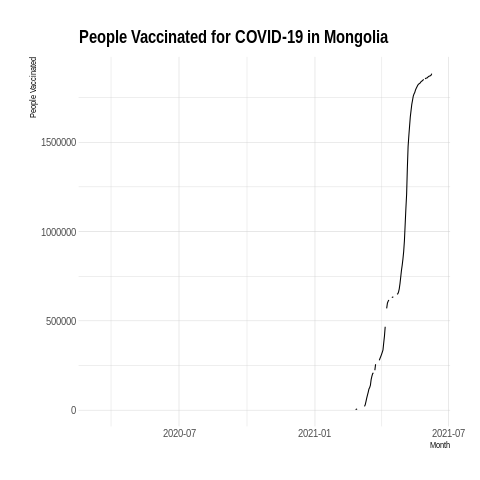 People Vaccinated for COVID-19 in Mongolia
People Vaccinated
1500000
1000000
500000
0
2020-07 2021-01 2021-07
Month